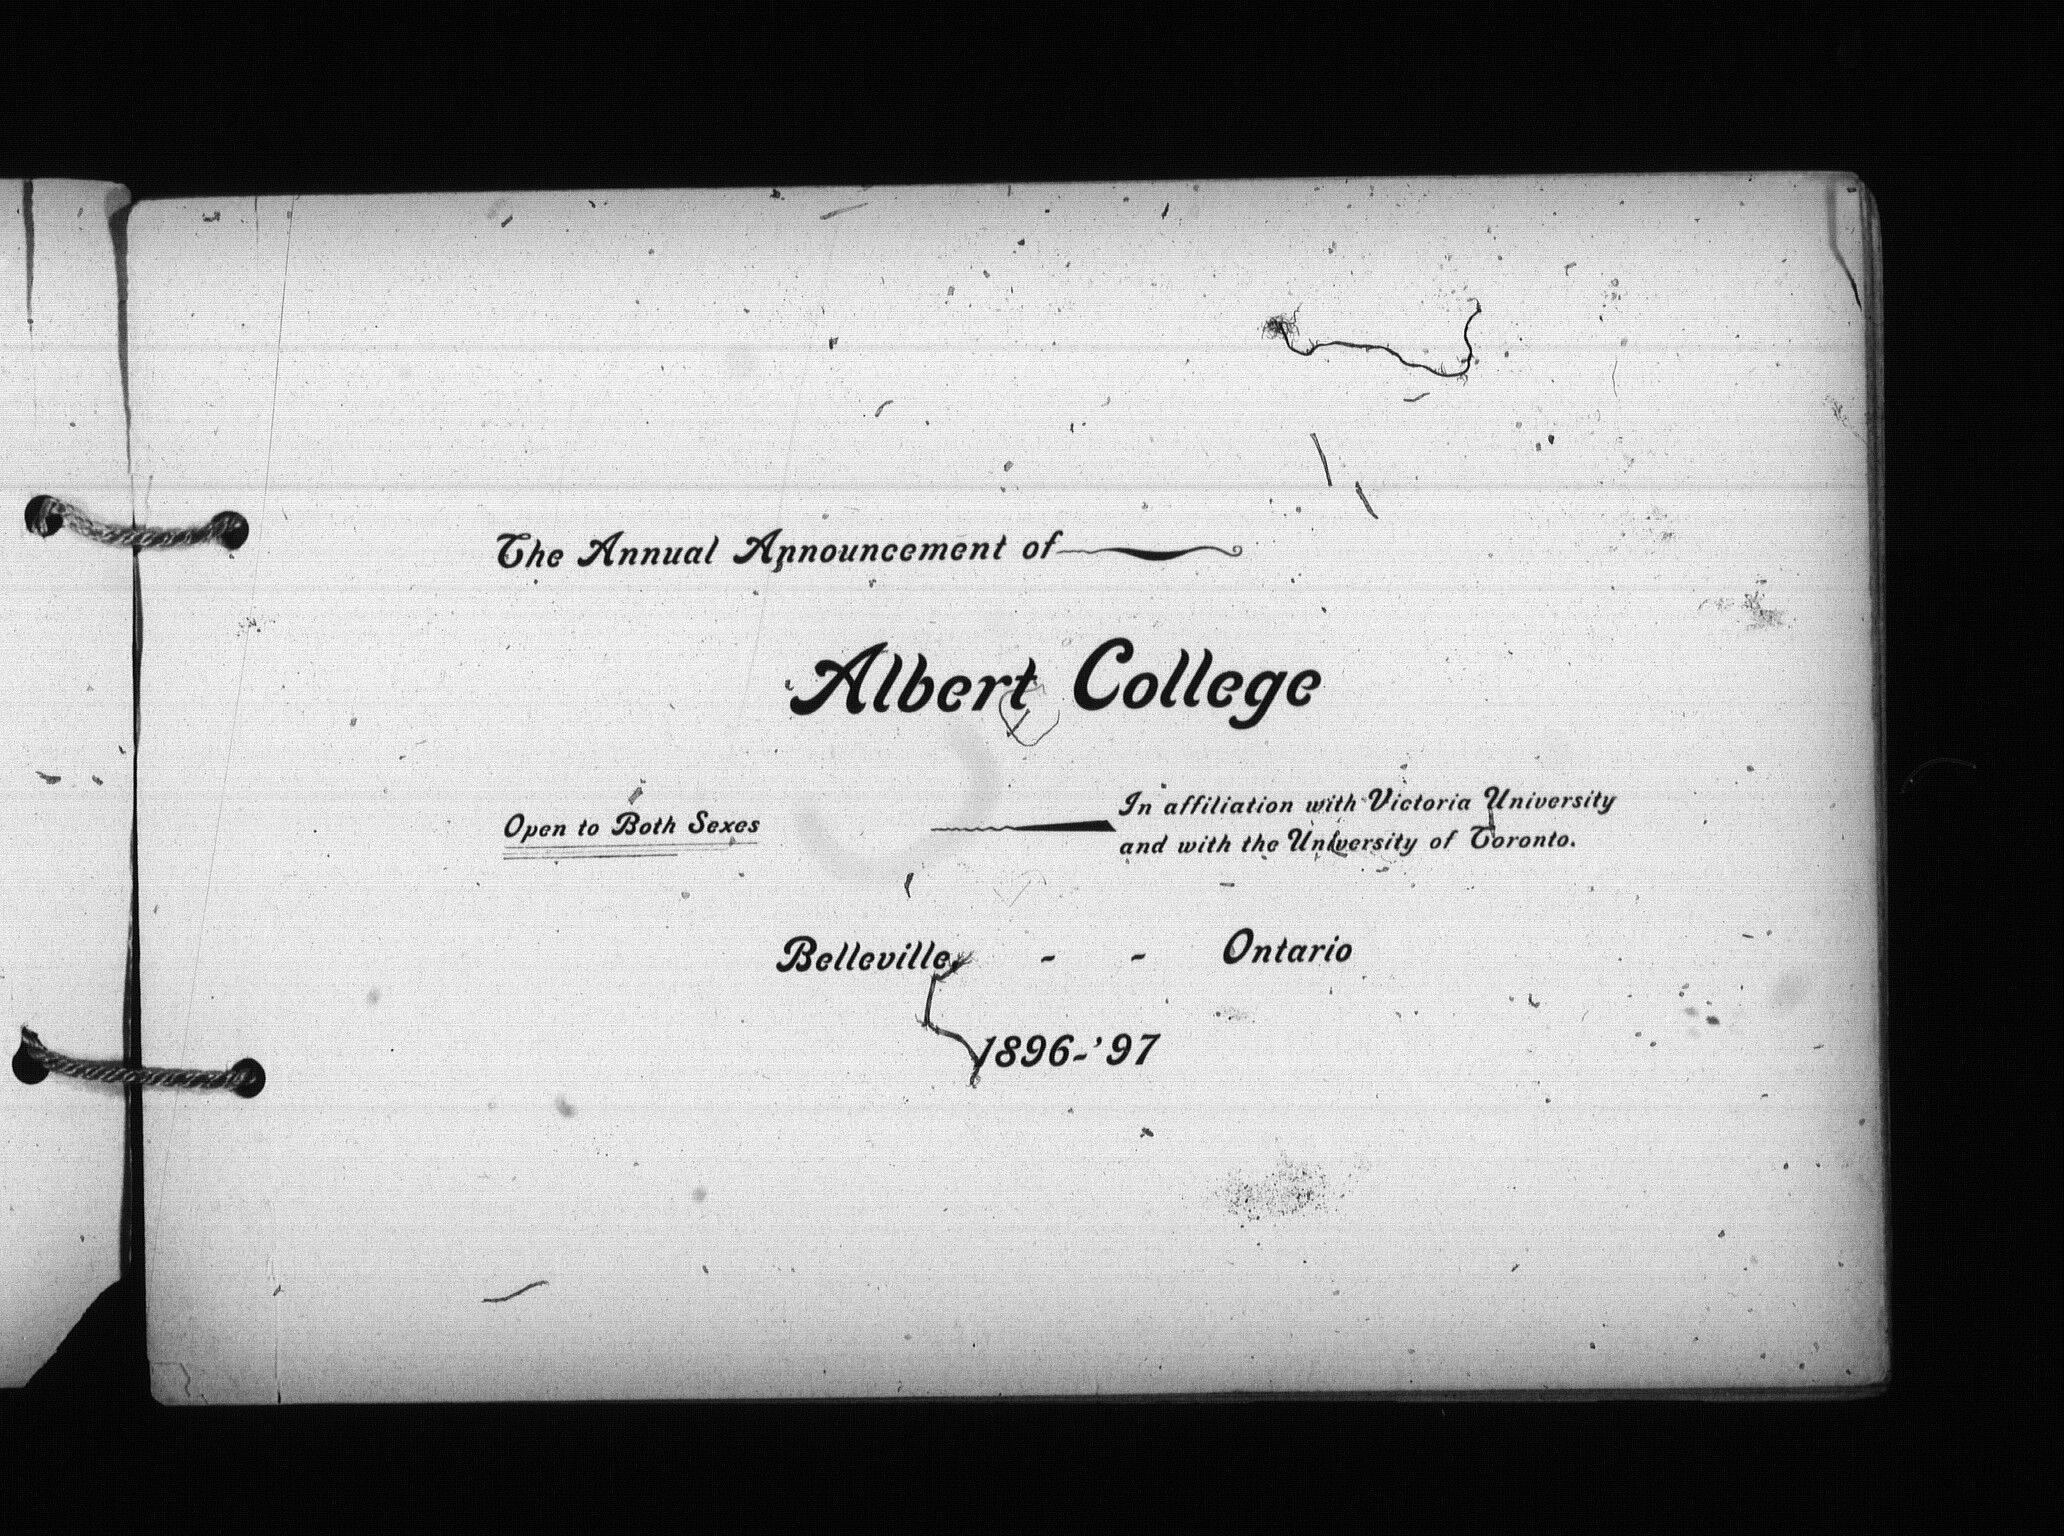 The Annual Announcement of
Albert College
Open to Both Sexes
In affiliation with Victoria University
and with the University of Toronto.
Belleville, - - Ontario
1896-'97